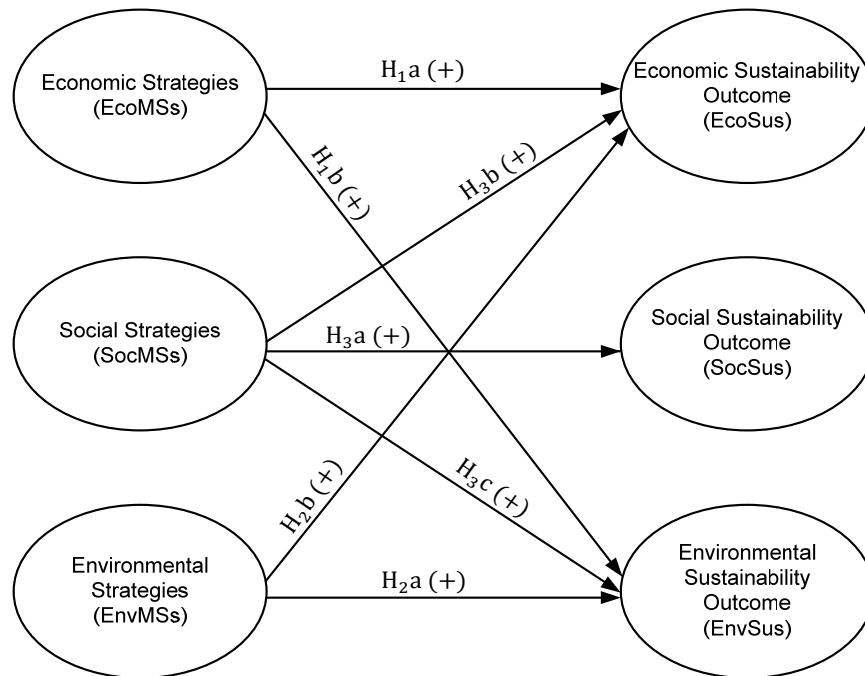 Economic Strategies
(EcoMSs)
H₁a (+)
Economic Sustainability
Outcome
(EcoSus)
H₁b (+)
H₃b (+)
Social Strategies
(SocMSs)
H₃a (+)
Social Sustainability
Outcome
(SocSus)
H₂b (+)
H₃c (+)
Environmental
Strategies
(EnvMSs)
H₂a (+)
Environmental
Sustainability
Outcome
(EnvSus)